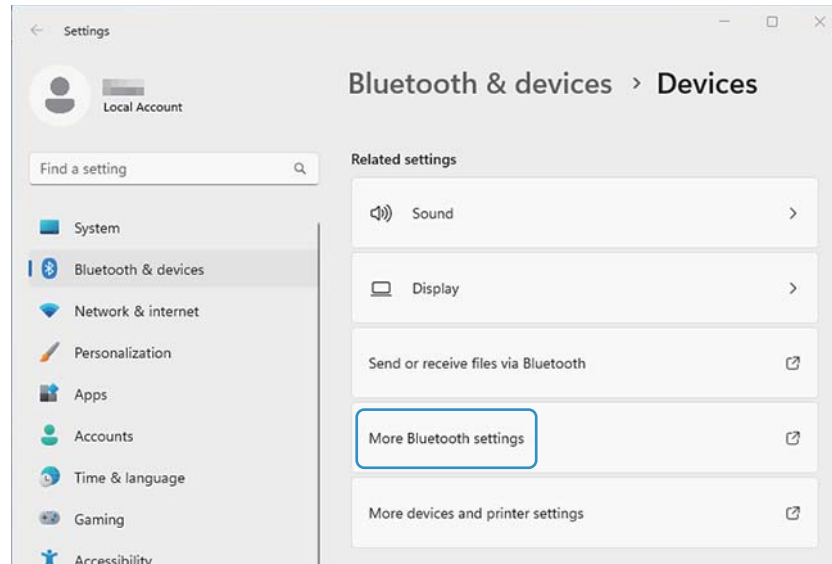 Settings
Local Account
Find a setting
System
Bluetooth & devices
Network & internet
Personalization
Apps
Accounts
Time & language
Gaming
Accessibility
Bluetooth & devices > Devices
Related settings
Sound
Display
Send or receive files via Bluetooth
More Bluetooth settings
More devices and printer settings